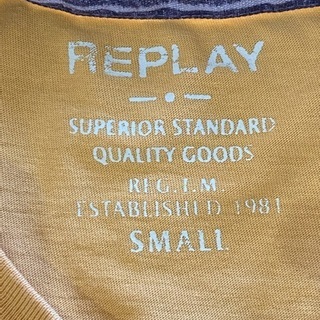 REPLAY
SUPERIOR STANDARD
QUALITY GOODS
REG.T.M.
ESTABLISHED 1981
SMALL